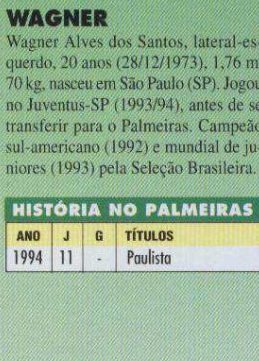 WAGNER
Wagner Alves dos Santos, lateral-es-
querdo, 20 anos (28/12/1973), 1,76 m
70 kg, nasceu em São Paulo (SP). Jogou
no Juventus-SP (1993/94), antes de se
transferir para o Palmeiras. Campeão
sul-americano (1992) e mundial de ju-
niores (1993) pela Seleção Brasileira.
HISTÓRIA NO PALMEIRAS
ANO J G TÍTULOS
1994 11 - Paulista